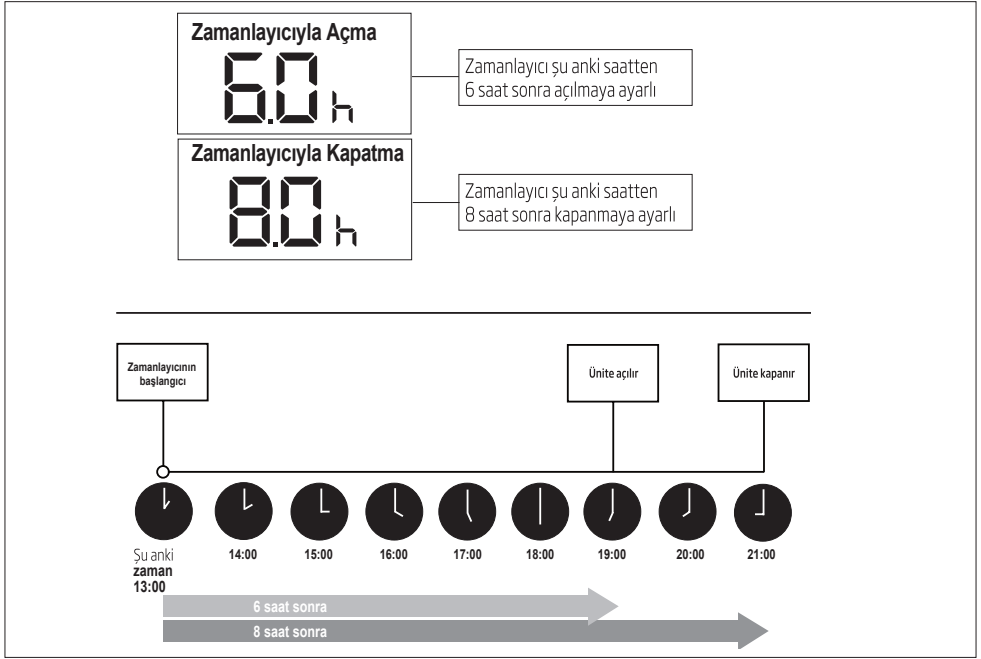 Zamanlayıcıyla Açma
6.0 h
Zamanlayıcı şu anki saatten
6 saat sonra açılmaya ayarlı
Zamanlayıcıyla Kapatma
8.0 h
Zamanlayıcı şu anki saatten
8 saat sonra kapanmaya ayarlı
Zamanlayıcının
başlangıcı
Ünite açılır
Ünite kapanır
Şu anki
zaman
13:00
14:00
15:00
16:00
17:00
18:00
19:00
20:00
21:00
6 saat sonra
8 saat sonra